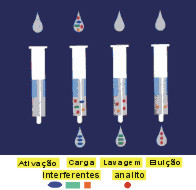 Ativação Carga Lavagem Eluição
Interferentes analito